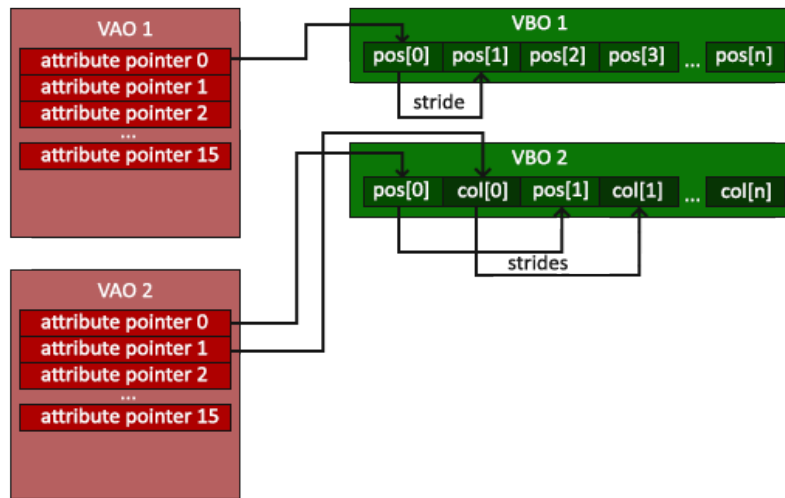 VAO 1
attribute pointer 0
attribute pointer 1
attribute pointer 2
...
attribute pointer 15
VBO 1
pos[0] pos[1] pos[2] pos[3] ... pos[n]
stride
VBO 2
pos[0] col[0] pos[1] col[1] ... col[n]
strides
VAO 2
attribute pointer 0
attribute pointer 1
attribute pointer 2
...
attribute pointer 15